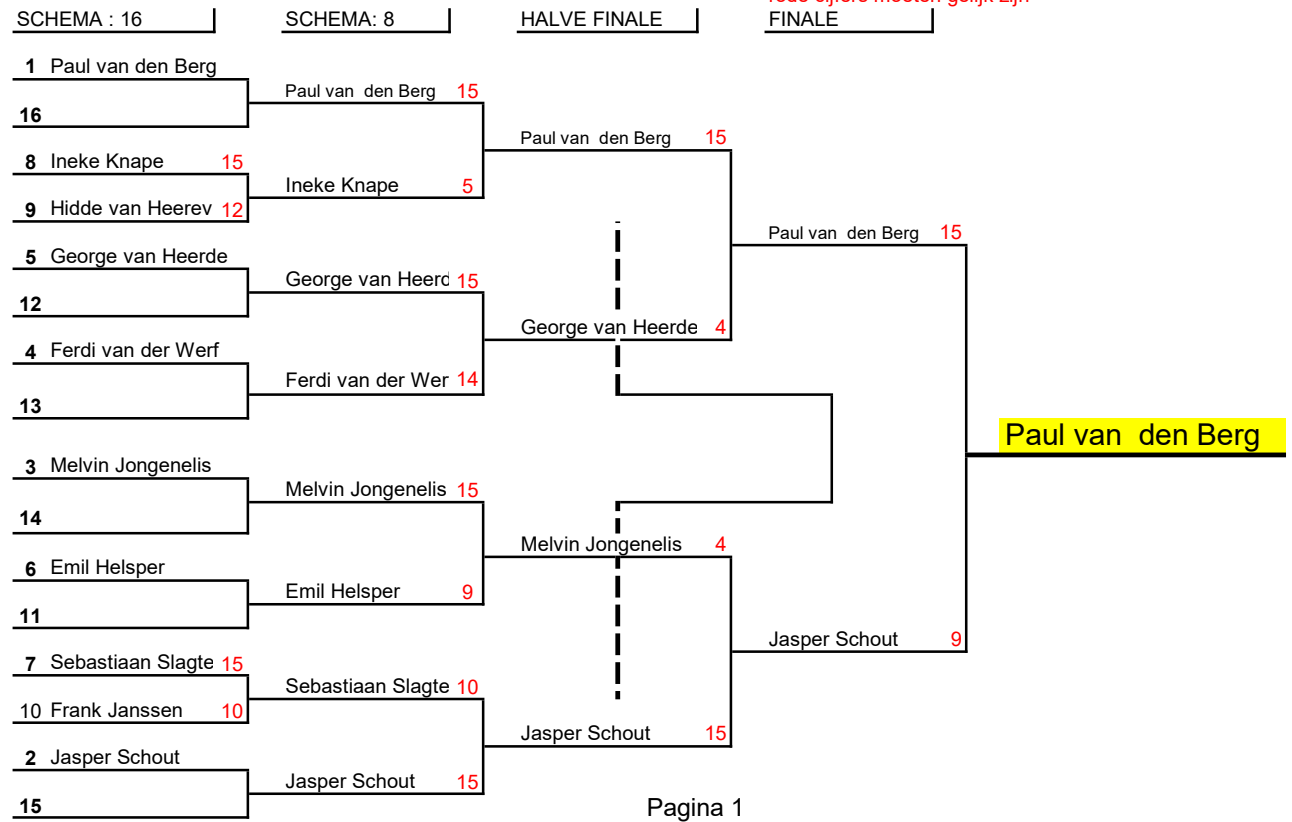 SCHEMA : 16
SCHEMA: 8
HALVE FINALE
FINALE
1 Paul van den Berg
16
8 Ineke Knape 15
9 Hidde van Heerev 12
5 George van Heerde
12
4 Ferdi van der Werf
13
3 Melvin Jongenelis
14
6 Emil Helsper
11
7 Sebastiaan Slagte 15
10 Frank Janssen 10
2 Jasper Schout
15
Paul van den Berg 15
Ineke Knape 5
George van Heerd 15
Ferdi van der Wer 14
Melvin Jongenelis 15
Emil Helsper 9
Sebastiaan Slagte 10
Jasper Schout 15
Paul van den Berg 15
George van Heerde 4
Melvin Jongenelis 4
Jasper Schout 15
Paul van den Berg 15
Jasper Schout 9
Paul van den Berg
Pagina 1